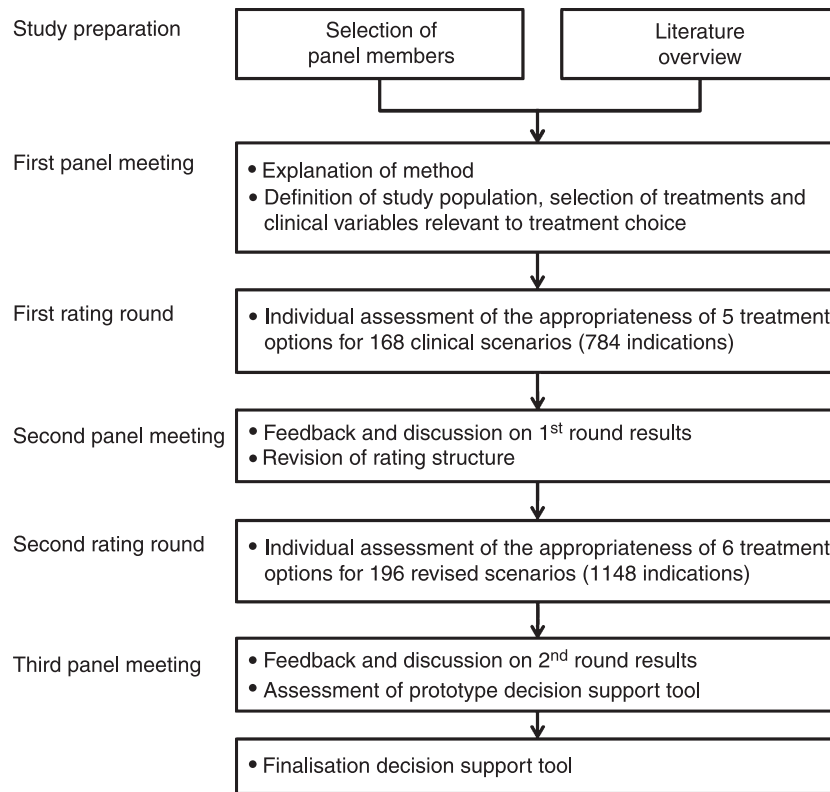 Study preparation
Selection of
panel members
Literature
overview
First panel meeting
• Explanation of method
• Definition of study population, selection of treatments and
clinical variables relevant to treatment choice
First rating round
• Individual assessment of the appropriateness of 5 treatment
options for 168 clinical scenarios (784 indications)
Second panel meeting
• Feedback and discussion on 1st round results
• Revision of rating structure
Second rating round
• Individual assessment of the appropriateness of 6 treatment
options for 196 revised scenarios (1148 indications)
Third panel meeting
• Feedback and discussion on 2nd round results
• Assessment of prototype decision support tool
• Finalisation decision support tool